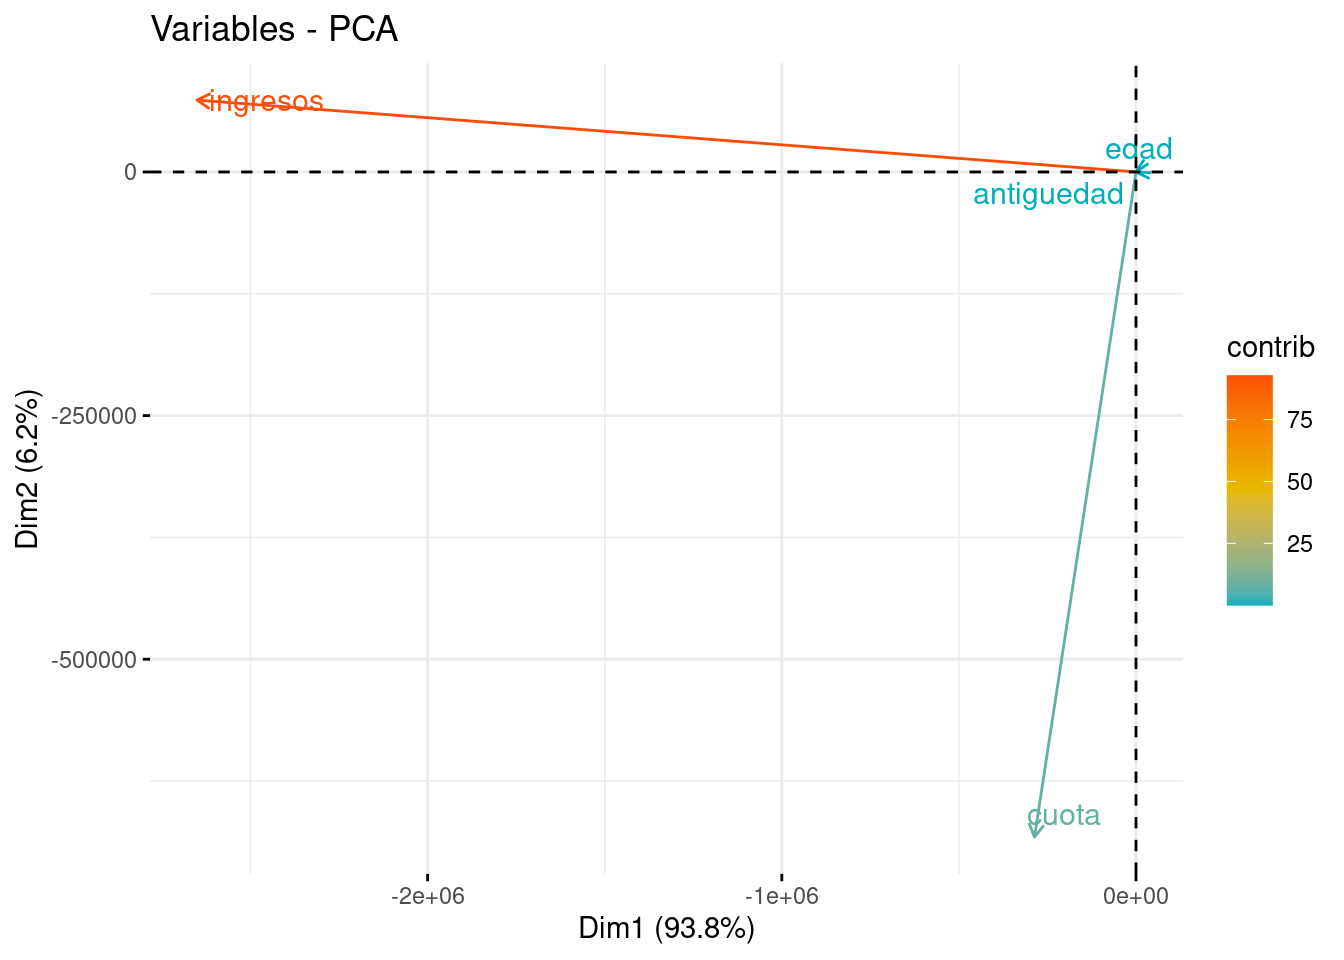 Variables - PCA
ingresos
edad
antiguedad
cuota
0
-250000
-500000
Dim2 (6.2%)
-2e+06
-1e+06
0e+00
Dim1 (93.8%)
contrib
75
50
25